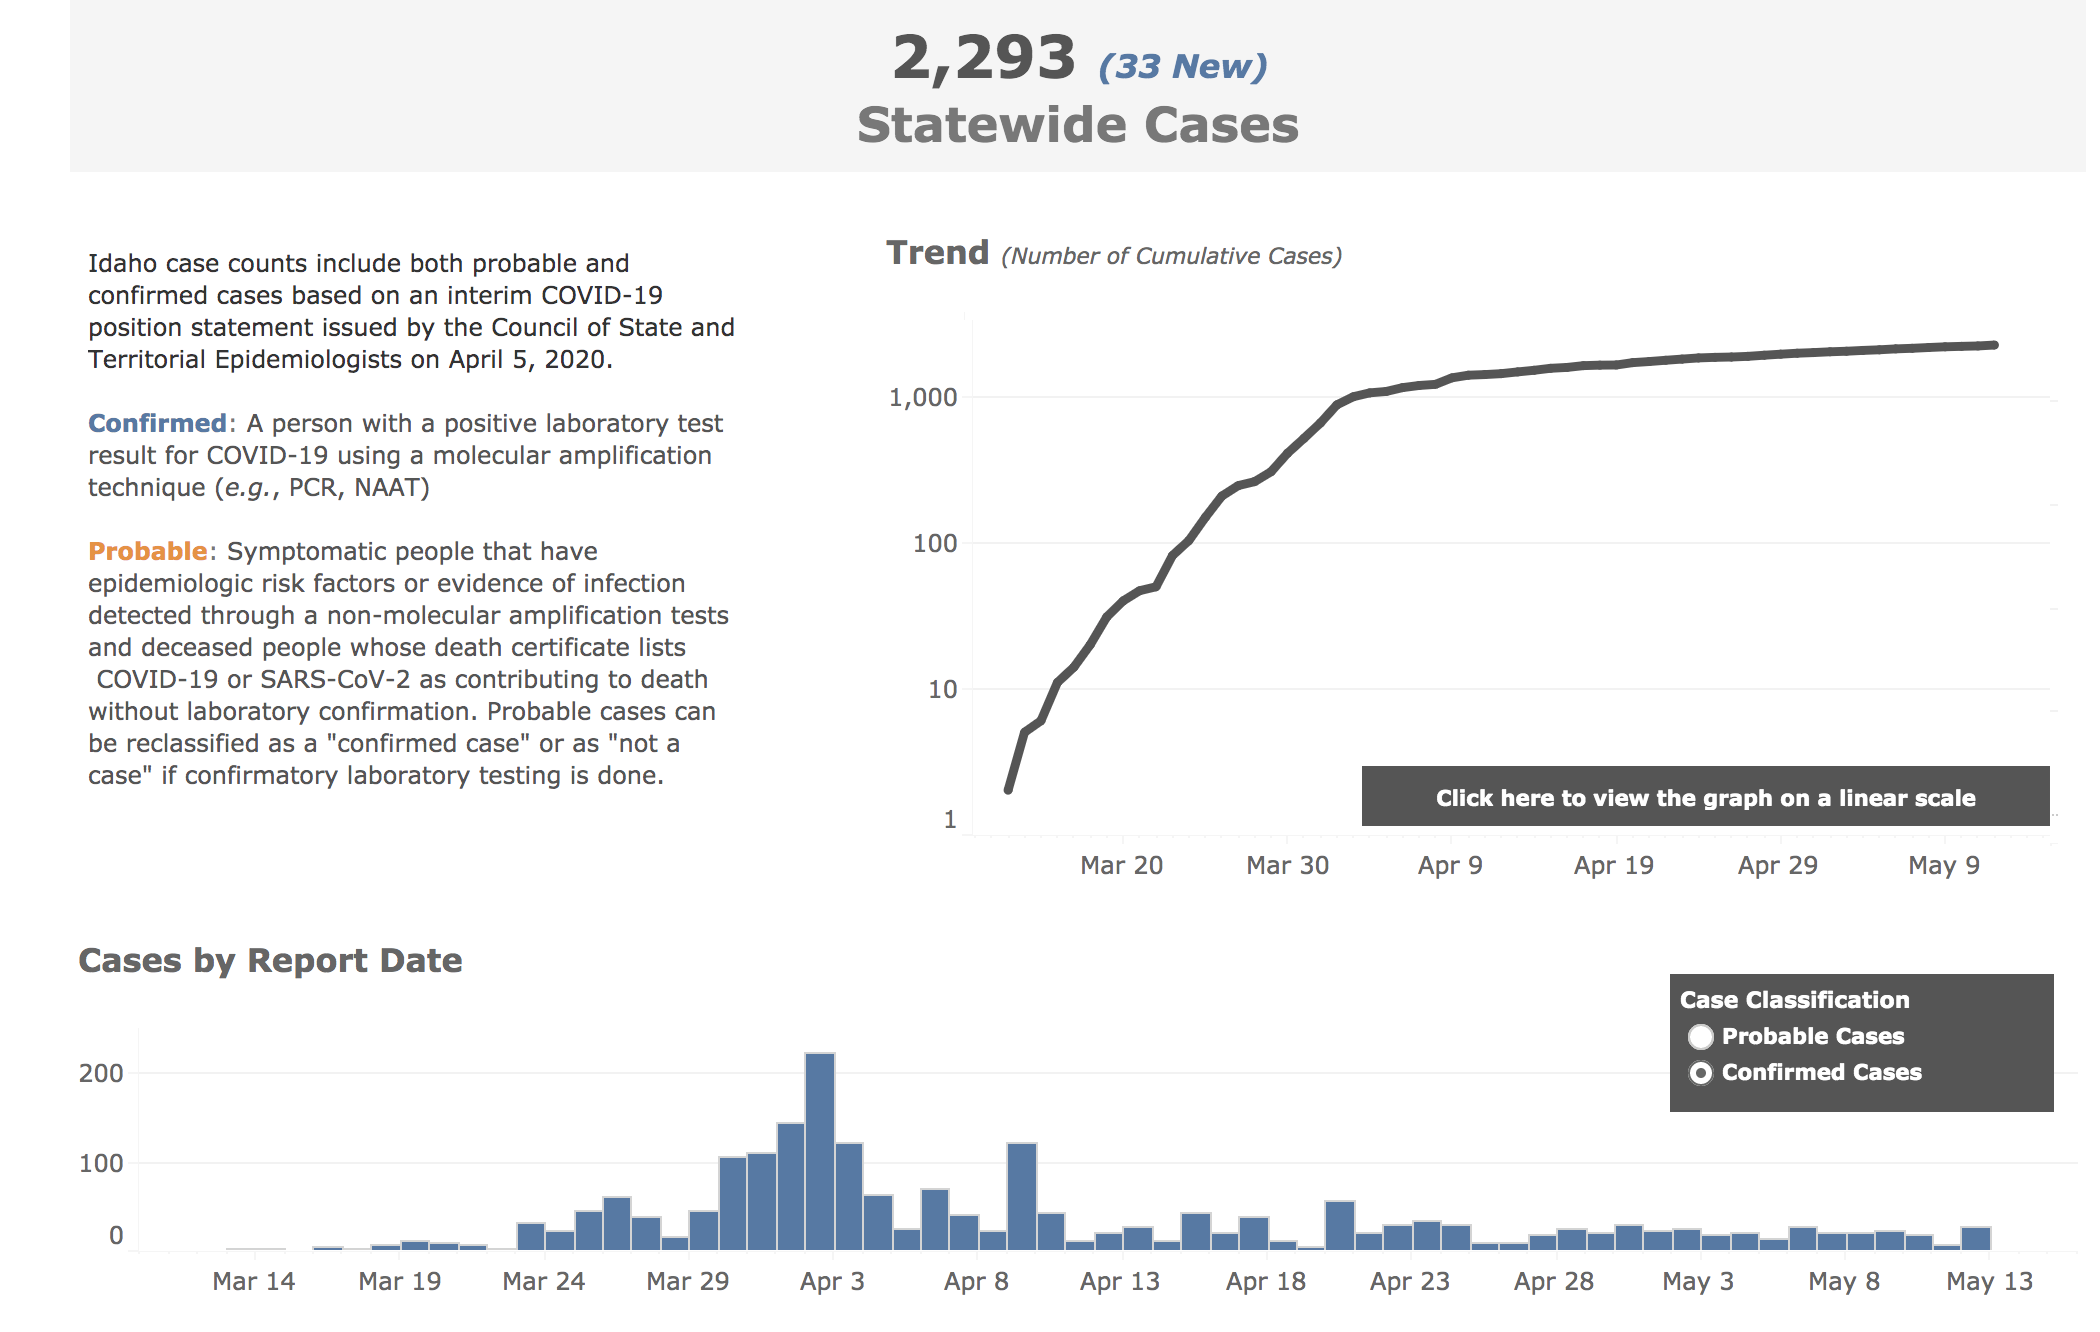 2,293 (33 New)
Statewide Cases
Idaho case counts include both probable and
confirmed cases based on an interim COVID-19
position statement issued by the Council of State and
Territorial Epidemiologists on April 5, 2020.
Confirmed: A person with a positive laboratory test
result for COVID-19 using a molecular amplification
technique (e.g., PCR, NAAT)
Probable: Symptomatic people that have
epidemiologic risk factors or evidence of infection
detected through a non-molecular amplification tests
and deceased people whose death certificate lists
COVID-19 or SARS-CoV-2 as contributing to death
without laboratory confirmation. Probable cases can
be reclassified as a "confirmed case" or as "not a
case" if confirmatory laboratory testing is done.
Trend (Number of Cumulative Cases)
1,000
100
10
1
Click here to view the graph on a linear scale
Mar 20 Mar 30 Apr 9 Apr 19 Apr 29 May 9
Cases by Report Date
Case Classification
Probable Cases
Confirmed Cases
200
100
0
Mar 14 Mar 19 Mar 24 Mar 29 Apr 3 Apr 8 Apr 13 Apr 18 Apr 23 Apr 28 May 3 May 8 May 13